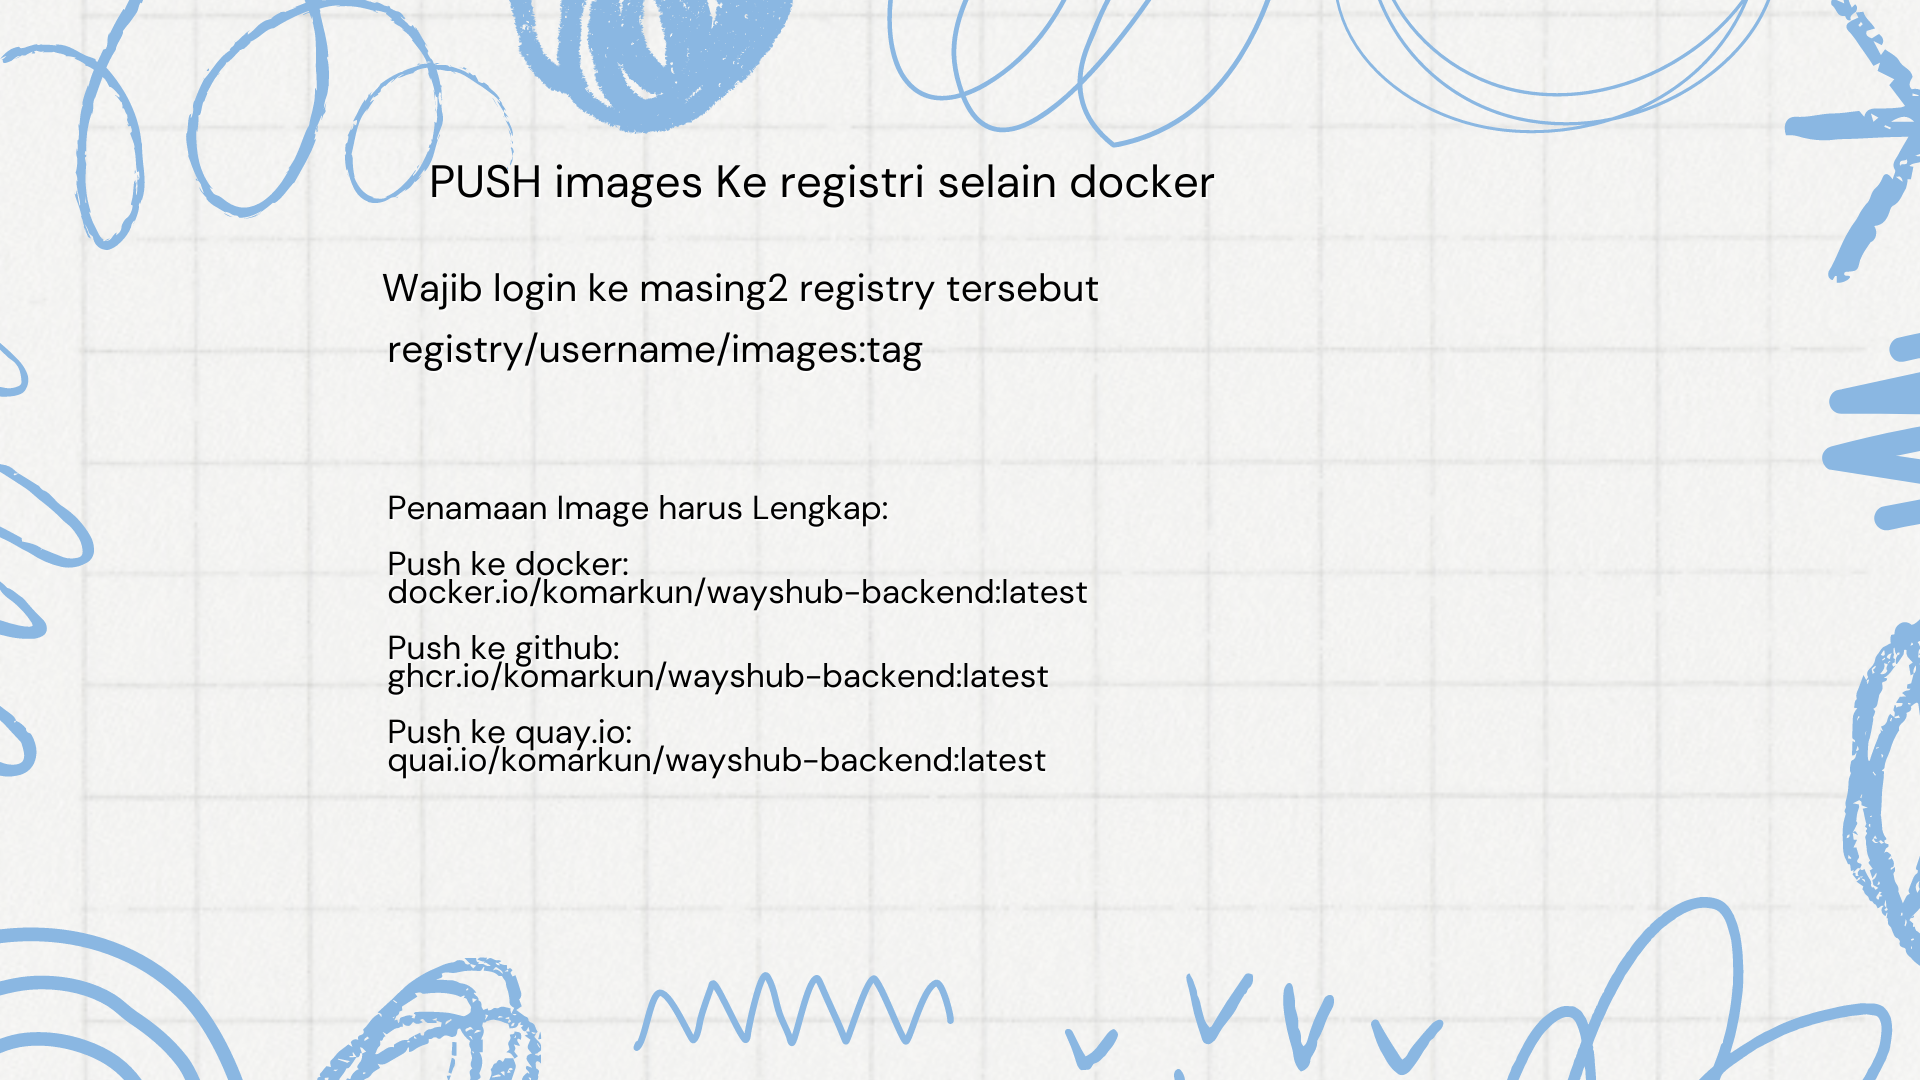 PUSH images Ke registri selain docker
Wajib login ke masing2 registry tersebut
registry/username/images:tag
Penamaan Image harus Lengkap:
Push ke docker:
docker.io/komarkun/wayshub-backend:latest
Push ke github:
ghcr.io/komarkun/wayshub-backend:latest
Push ke quay.io:
quai.io/komarkun/wayshub-backend:latest